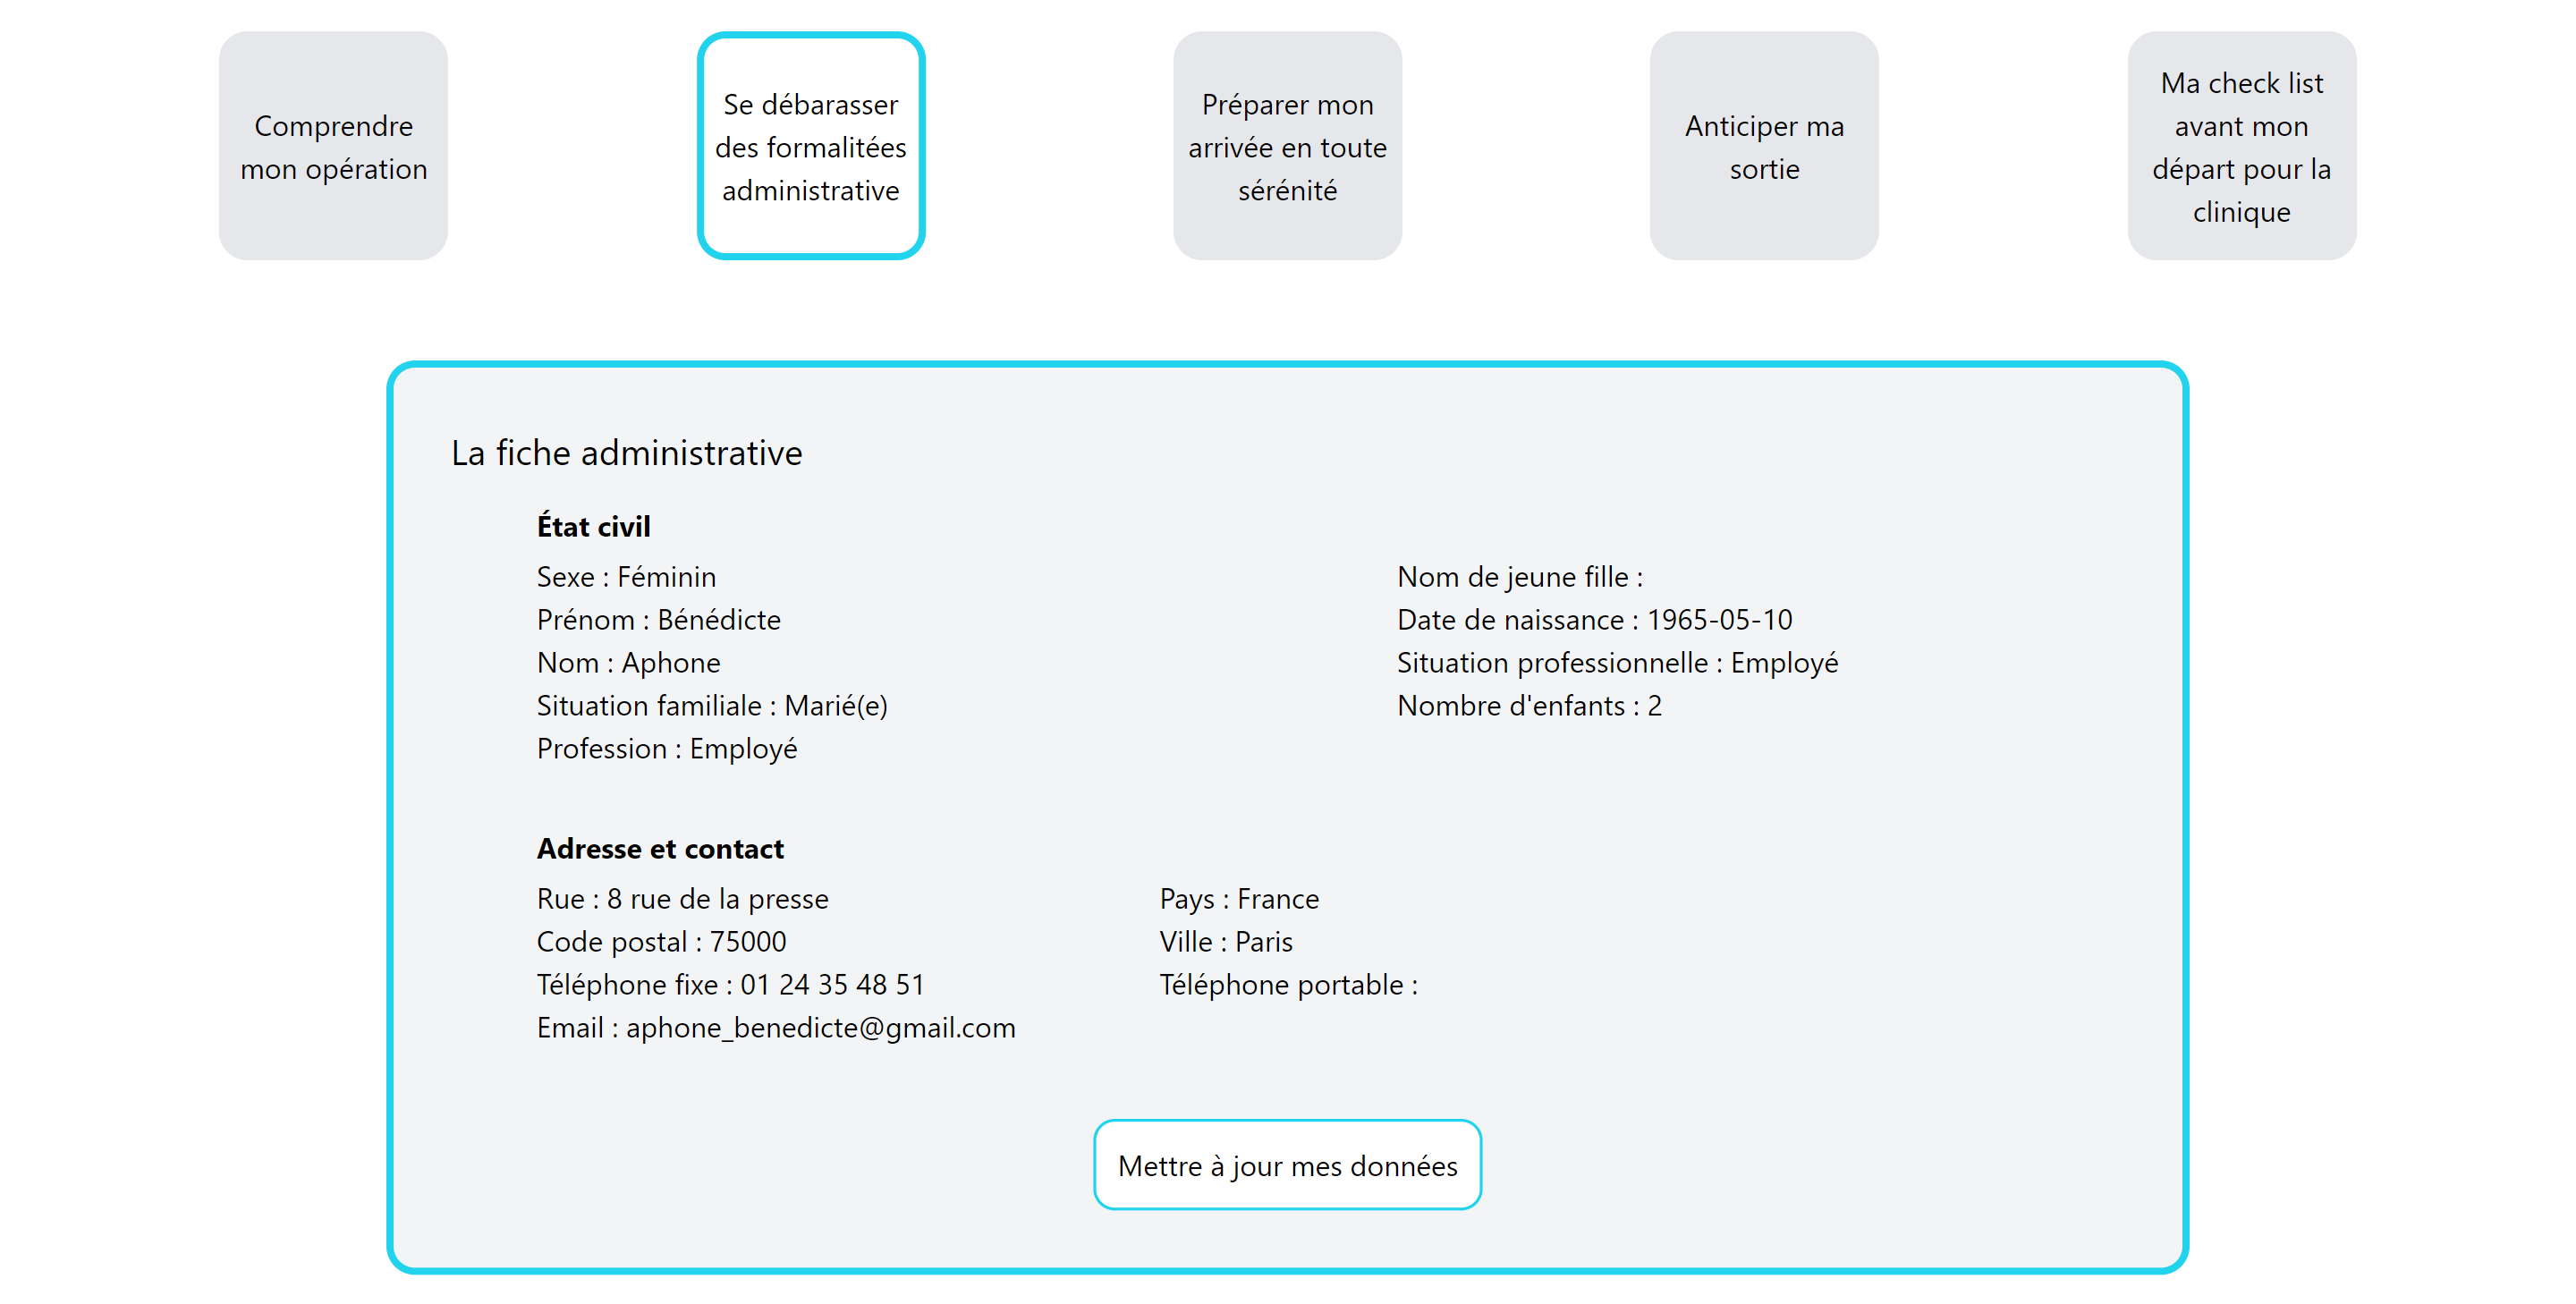 Comprendre
mon opération
Se débarasser
des formalitées
administrative
Préparer mon
arrivée en toute
sérénité
Anticiper ma
sortie
Ma check list
avant mon
départ pour la
clinique
La fiche administrative
État civil
Sexe : Féminin
Prénom : Bénédicte
Nom : Aphone
Situation familiale : Marié(e)
Profession : Employé
Nom de jeune fille :
Date de naissance : 1965-05-10
Situation professionnelle : Employé
Nombre d'enfants : 2
Adresse et contact
Rue : 8 rue de la presse
Code postal : 75000
Téléphone fixe : 01 24 35 48 51
Email : aphone_benedicte@gmail.com
Pays : France
Ville : Paris
Téléphone portable :
Mettre à jour mes données